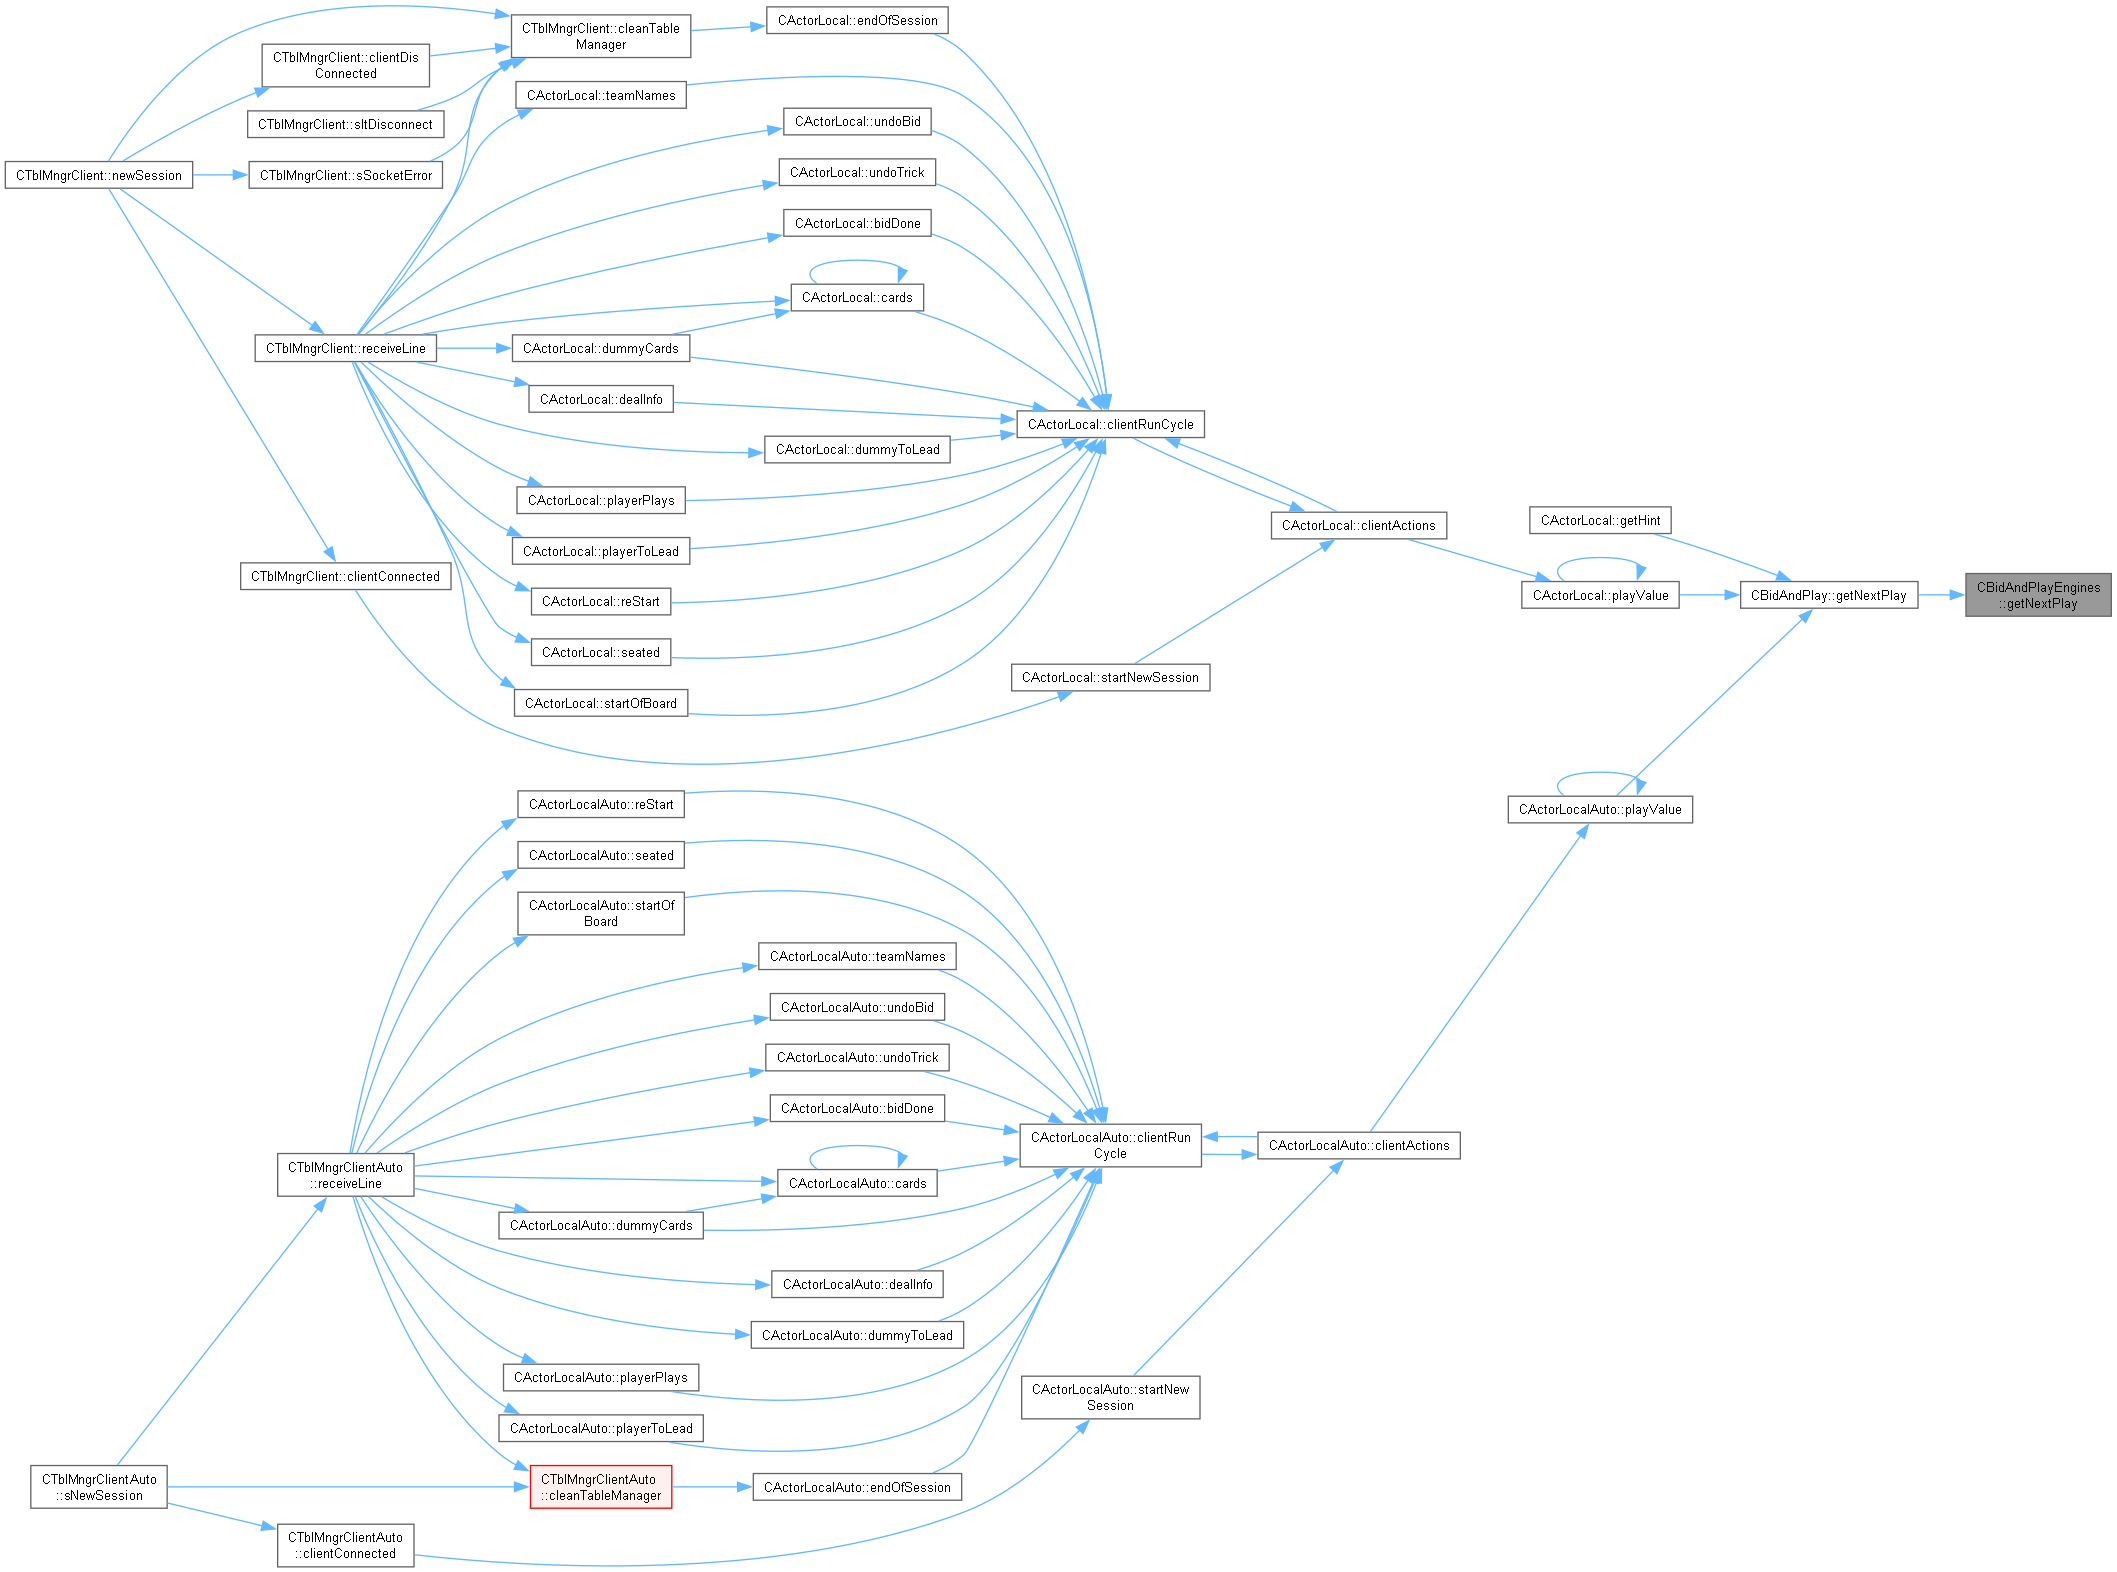 CActorLocal::endOfSession
CTblMngrClient::cleanTable
Manager
CTblMngrClient::clientDis
Connected
CActorLocal::teamNames
CTblMngrClient::sltDisconnect
CActorLocal::undoBid
CTblMngrClient::newSession
CTblMngrClient::sSocketError
CActorLocal::undoTrick
CActorLocal::bidDone
CActorLocal::cards
CTblMngrClient::receiveLine
CActorLocal::dummyCards
CActorLocal::dealInfo
CActorLocal::clientRunCycle
CActorLocal::dummyToLead
CActorLocal::playerPlays
CActorLocal::clientActions
CActorLocal::getHint
CActorLocal::playerToLead
CTblMngrClient::clientConnected
CActorLocal::reStart
CActorLocal::playValue
CBidAndPlay::getNextPlay
CBidAndPlayEngines
::getNextPlay
CActorLocal::seated
CActorLocal::startNewSession
CActorLocal::startOfBoard
CActorLocalAuto::reStart
CActorLocalAuto::playValue
CActorLocalAuto::seated
CActorLocalAuto::startOf
Board
CActorLocalAuto::teamNames
CActorLocalAuto::undoBid
CActorLocalAuto::undoTrick
CActorLocalAuto::bidDone
CActorLocalAuto::clientRun
Cycle
CActorLocalAuto::clientActions
CTblMngrClientAuto
::receiveLine
CActorLocalAuto::cards
CActorLocalAuto::dummyCards
CActorLocalAuto::dealInfo
CActorLocalAuto::dummyToLead
CActorLocalAuto::playerPlays
CActorLocalAuto::startNew
Session
CActorLocalAuto::playerToLead
CTblMngrClientAuto
::sNewSession
CTblMngrClientAuto
::cleanTableManager
CActorLocalAuto::endOfSession
CTblMngrClientAuto
::clientConnected